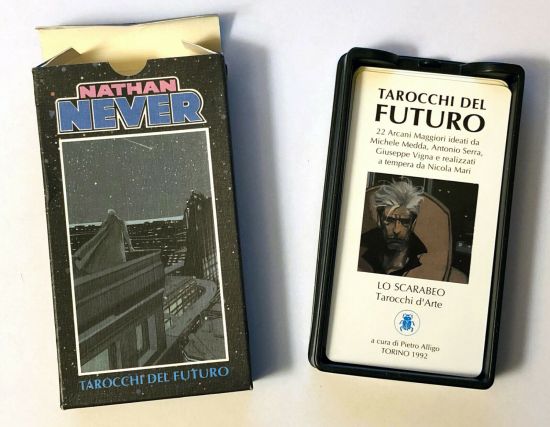 NATHAN
NEVER
TAROCCHI DEL FUTURO
TAROCCHI DEL
FUTURO
22 Arcani Maggiori ideati da
Michele Medda, Antonio Serra,
Giuseppe Vigna e realizzati
a tempera da Nicola Mari
LO SCARABEO
Tarocchi d'Arte
a cura di Pietro Alligo
TORINO 1992